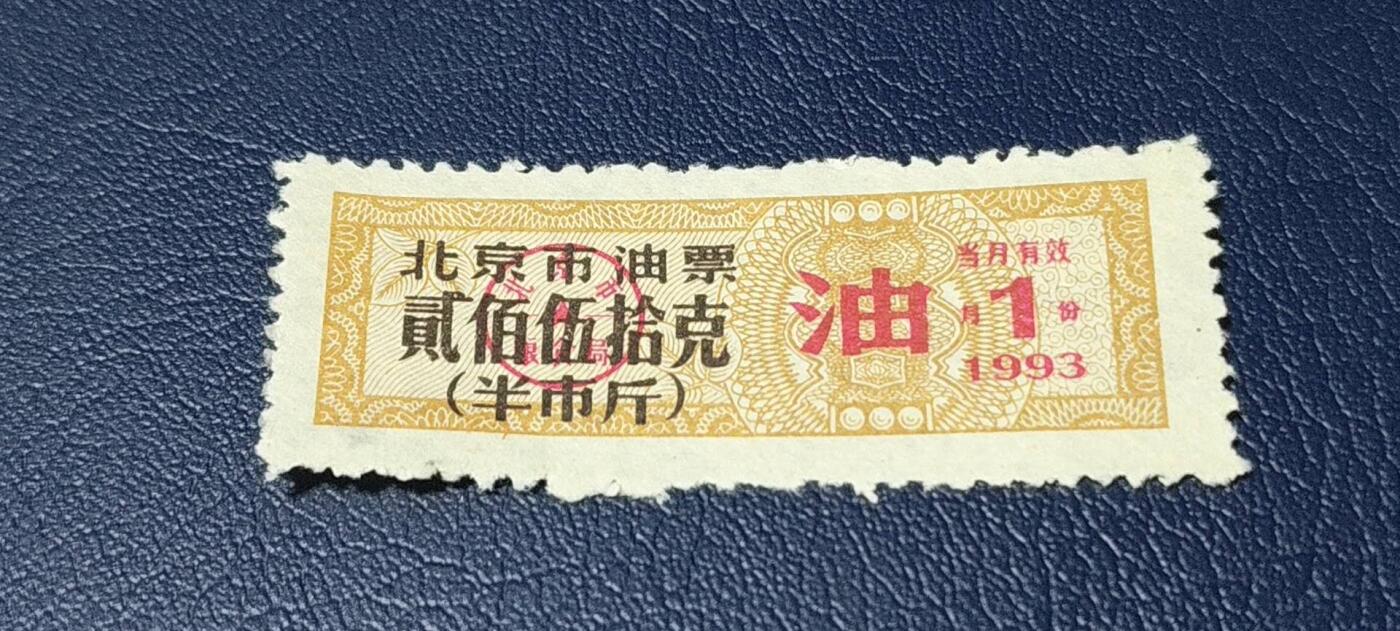 北京市油票
貳佰伍拾克
(半市斤)
油
当月有效
月1份
1993